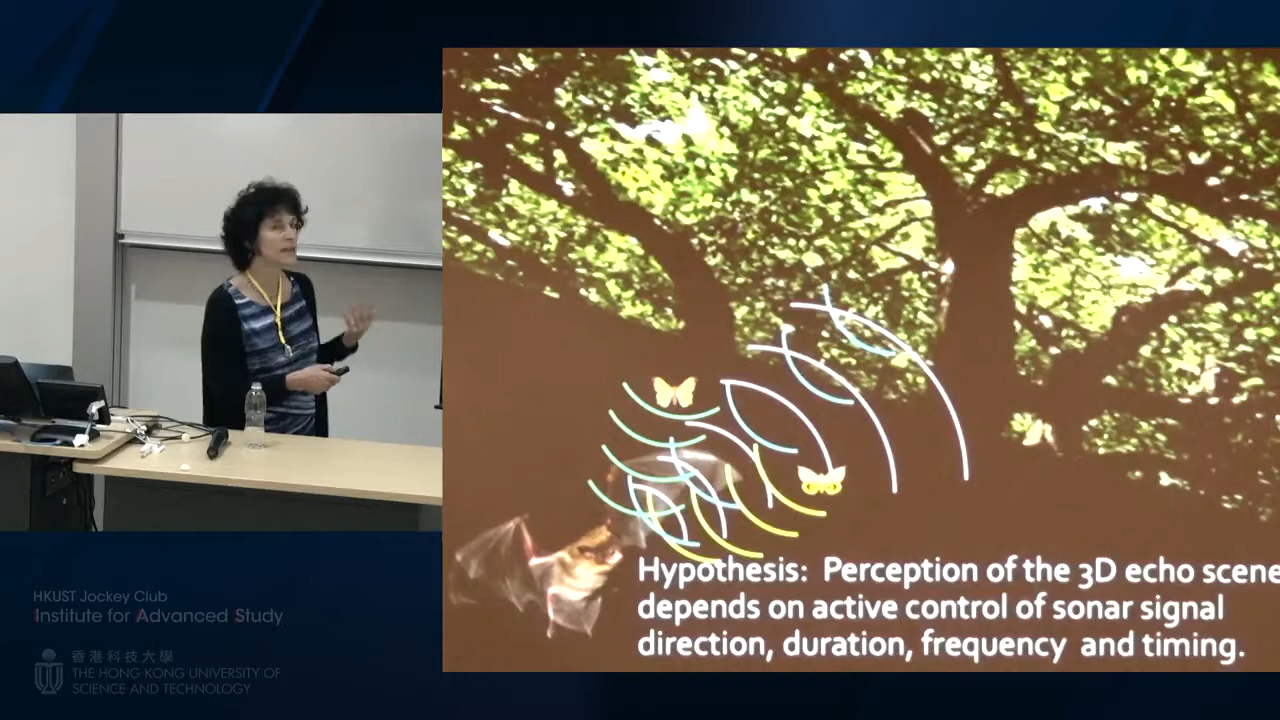 Hypothesis: Perception of the 3D echo scene
depends on active control of sonar signal
direction, duration, frequency and timing.
HKUST Jockey Club
Institute for Advanced Study
香港科技大學
THE HONG KONG UNIVERSITY OF
SCIENCE AND TECHNOLOGY